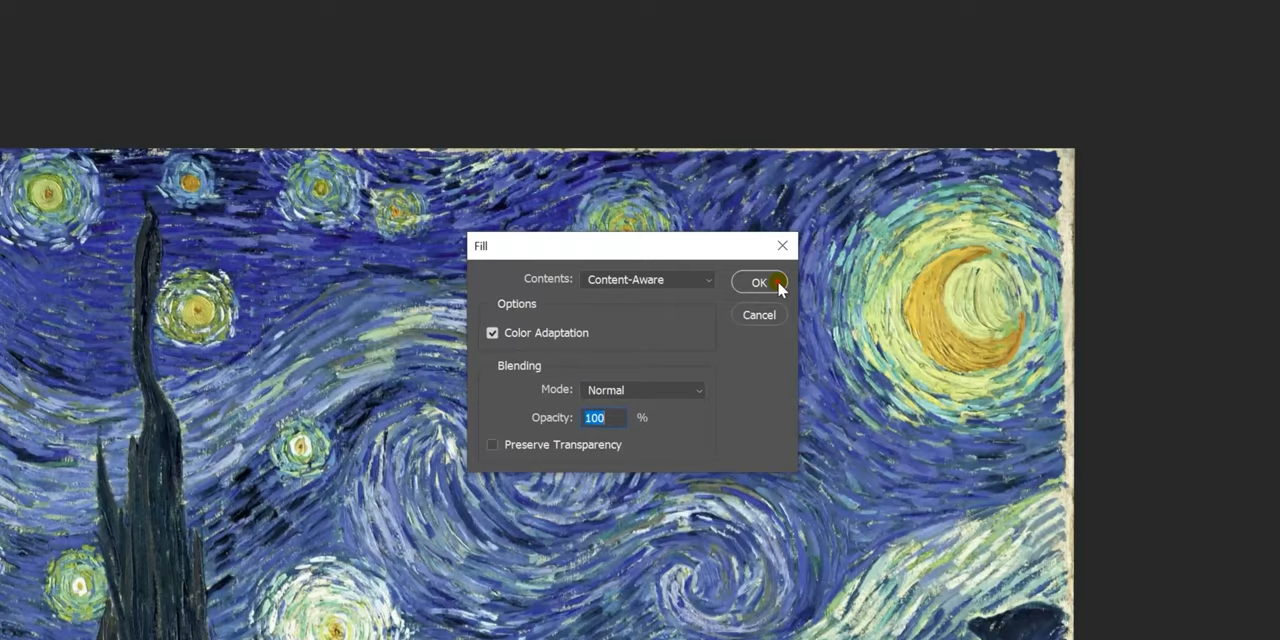 Fill
Contents: Content-Aware
OK
Options
Cancel
Color Adaptation
Blending
Mode: Normal
Opacity: 100 %
Preserve Transparency